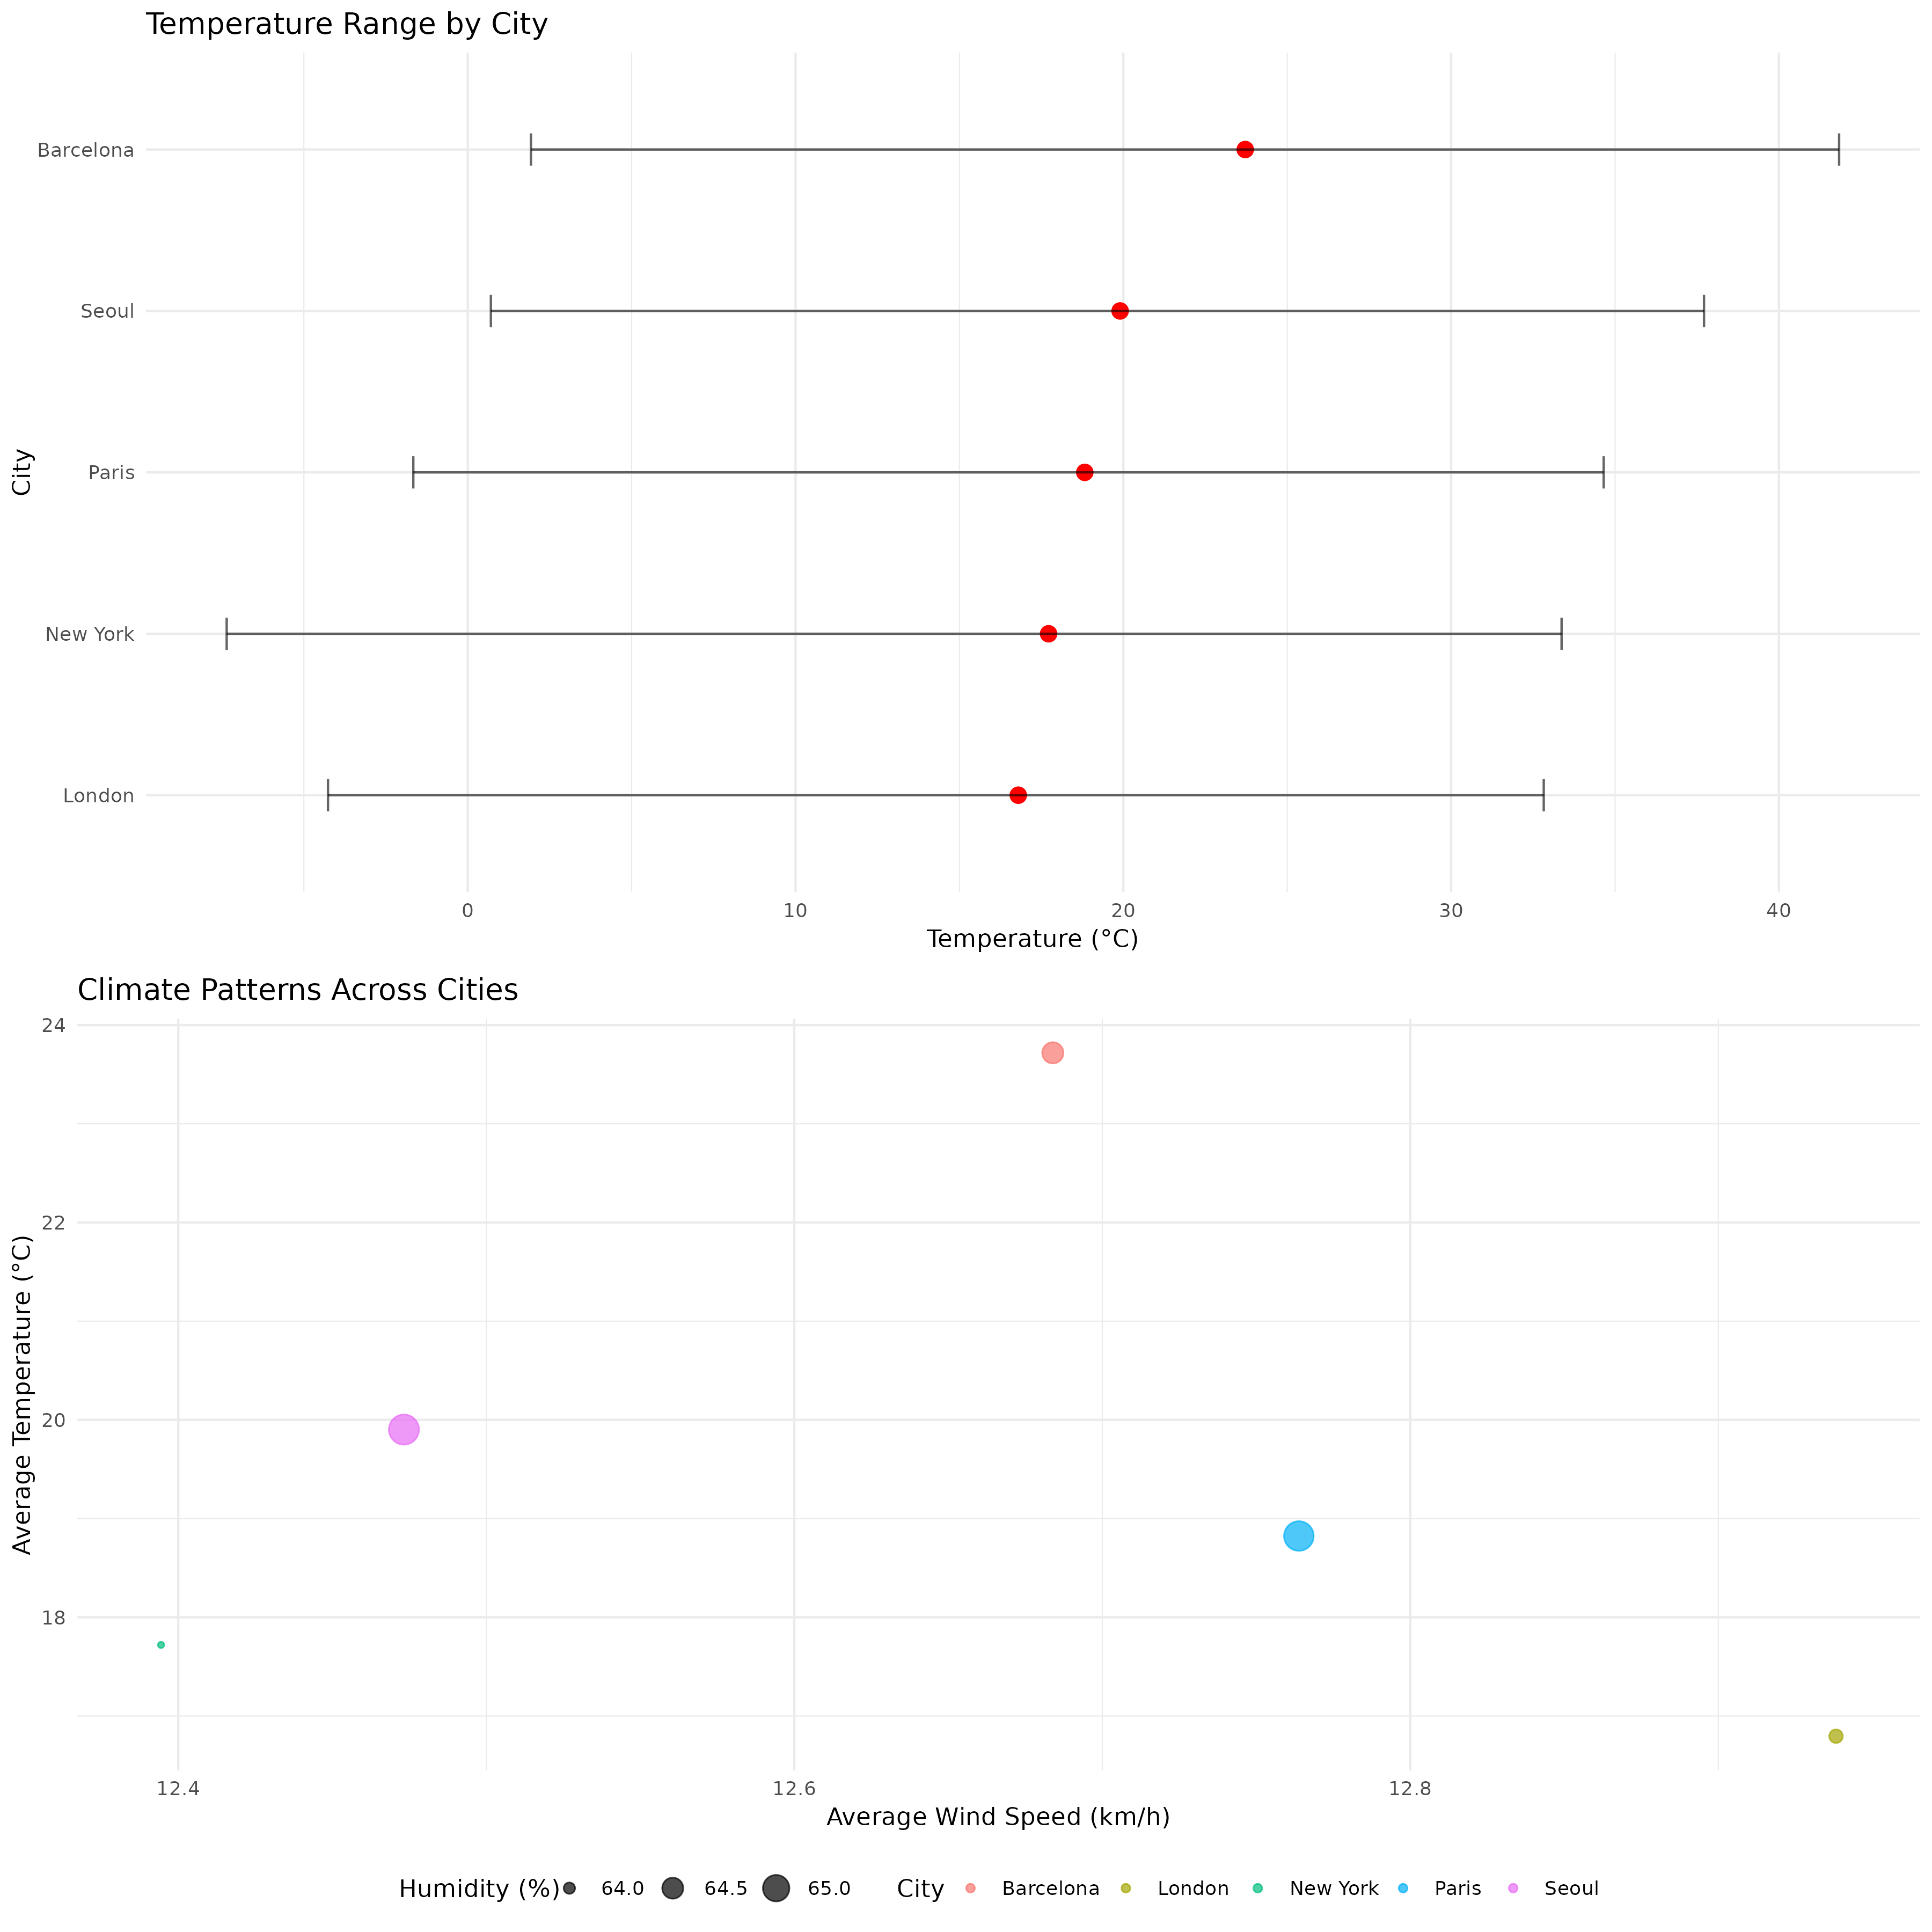 Temperature Range by City
City
Barcelona
Seoul
Paris
New York
London
0 10 20 30 40
Temperature (°C)
Climate Patterns Across Cities
Average Temperature (°C)
24
22
20
18
12.4 12.6 12.8
Average Wind Speed (km/h)
Humidity (%) 64.0 64.5 65.0 City Barcelona London New York Paris Seoul